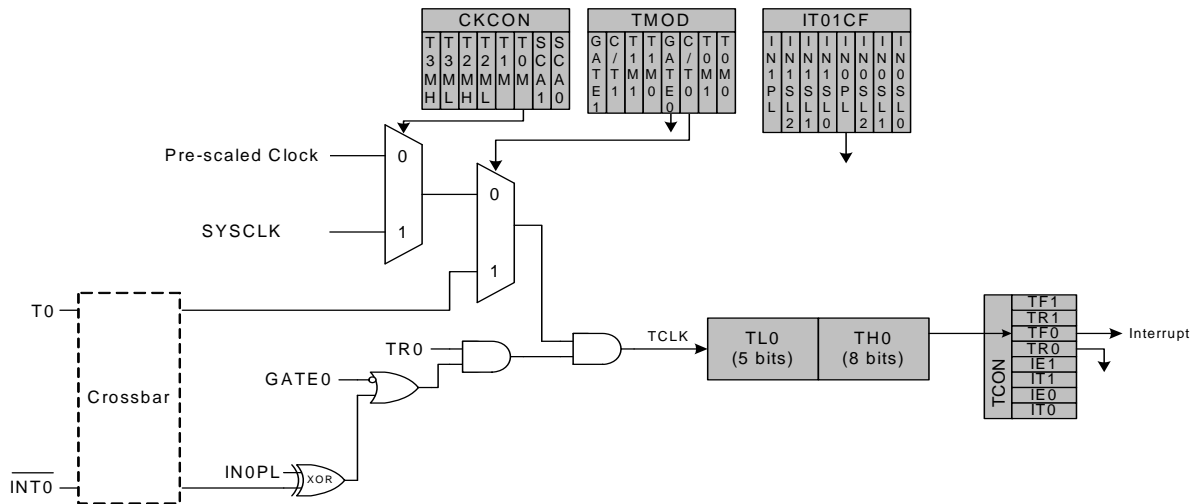 CKCON
T3MH
T3ML
T2MH
T2ML
T1M
T0M
SCA1
SCA0
TMOD
GATE1
C/T1
T1M1
T1M0
GATE0
C/T0
T0M1
T0M0
IT01CF
IN1PL
IN1SL2
IN1SL1
IN1SL0
IN0PL
IN0SL2
IN0SL1
IN0SL0
Pre-scaled Clock
0
SYSCLK
1
0
1
T0
Crossbar
INT0
TR0
GATE0
IN0PL
XOR
TCLK
TL0
(5 bits)
TH0
(8 bits)
TCON
TF1
TR1
TF0
TR0
IE1
IT1
IE0
IT0
Interrupt